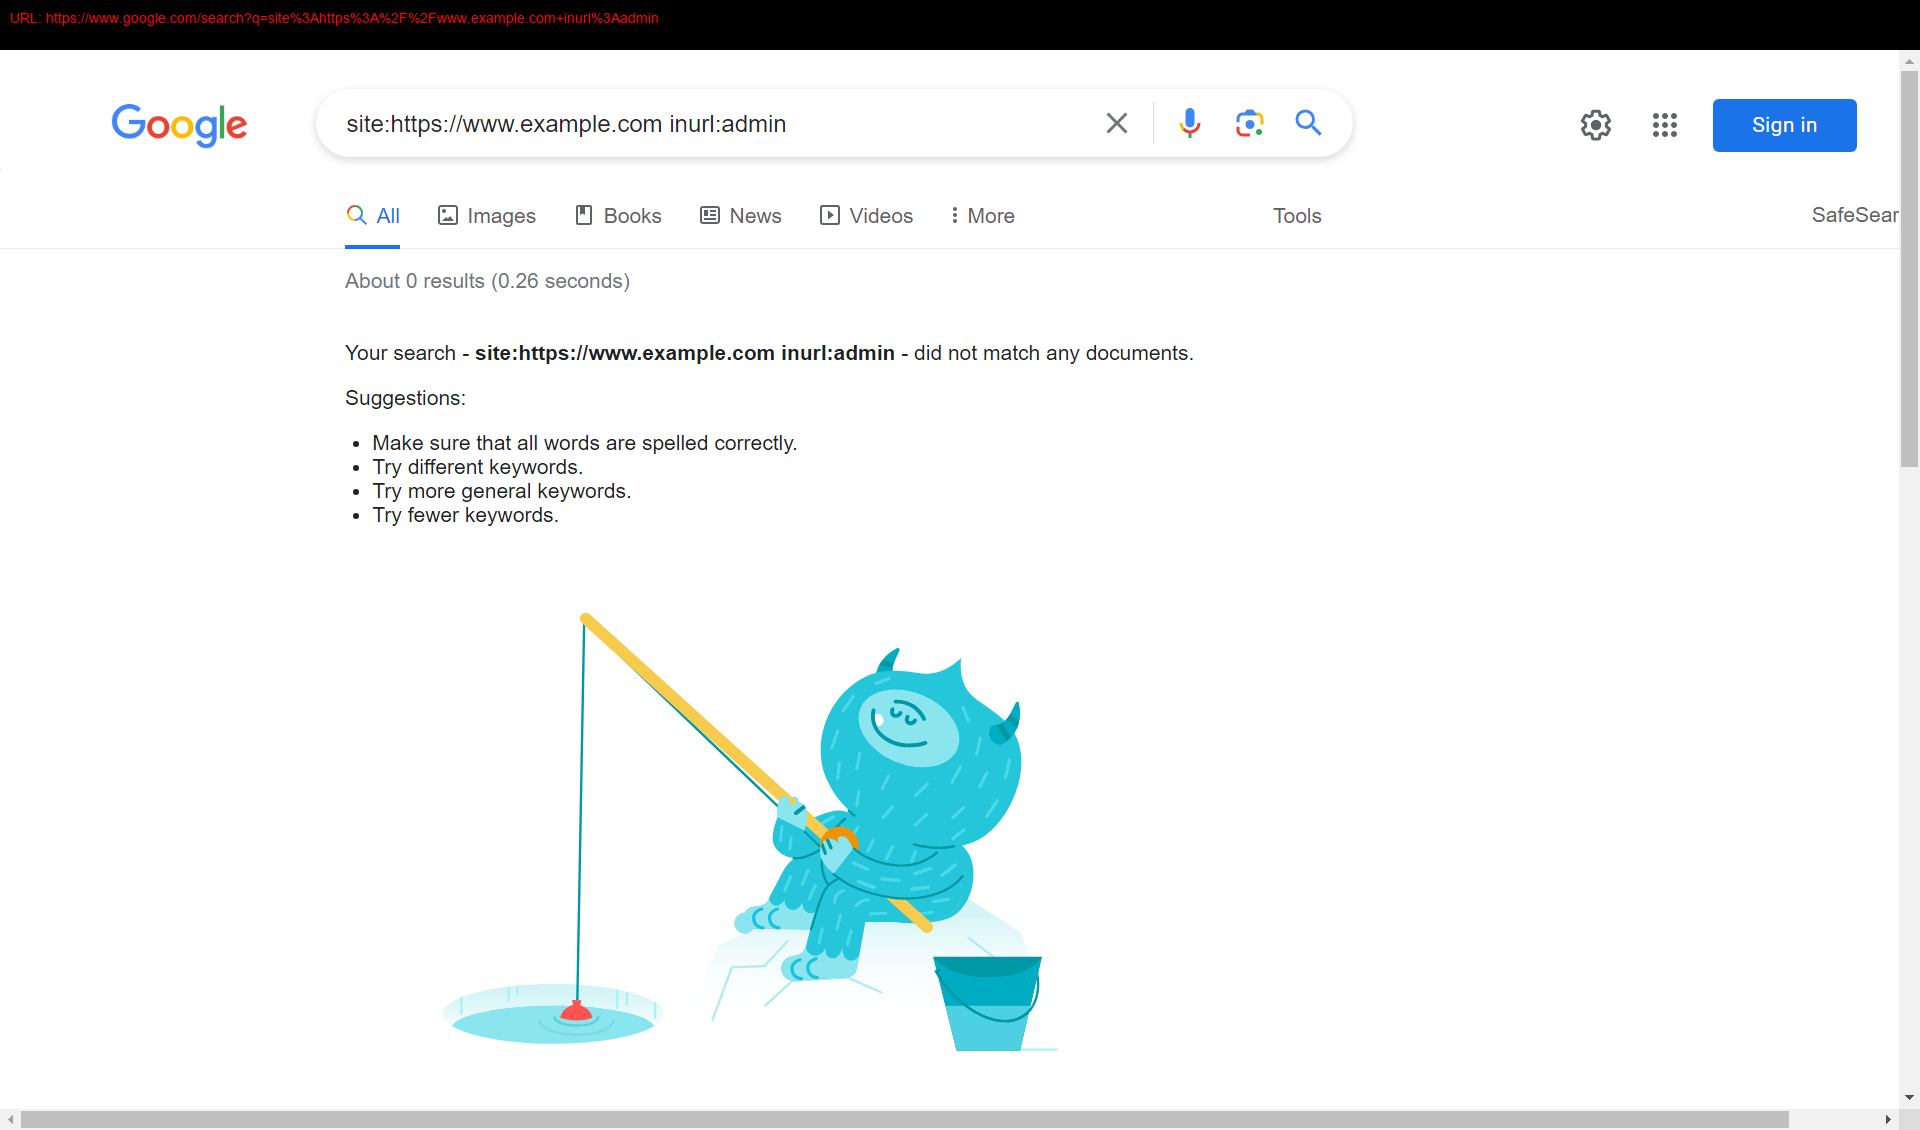 URL: https://www.google.com/search?q=site%3Ahttps%3A%2F%2Fwww.example.com+inurl%3Aadmin
Google
site:https://www.example.com inurl:admin
Sign in
All
Images
Books
News
Videos
More
Tools
SafeSear
About 0 results (0.26 seconds)
Your search - site:https://www.example.com inurl:admin - did not match any documents.
Suggestions:
Make sure that all words are spelled correctly.
Try different keywords.
Try more general keywords.
Try fewer keywords.